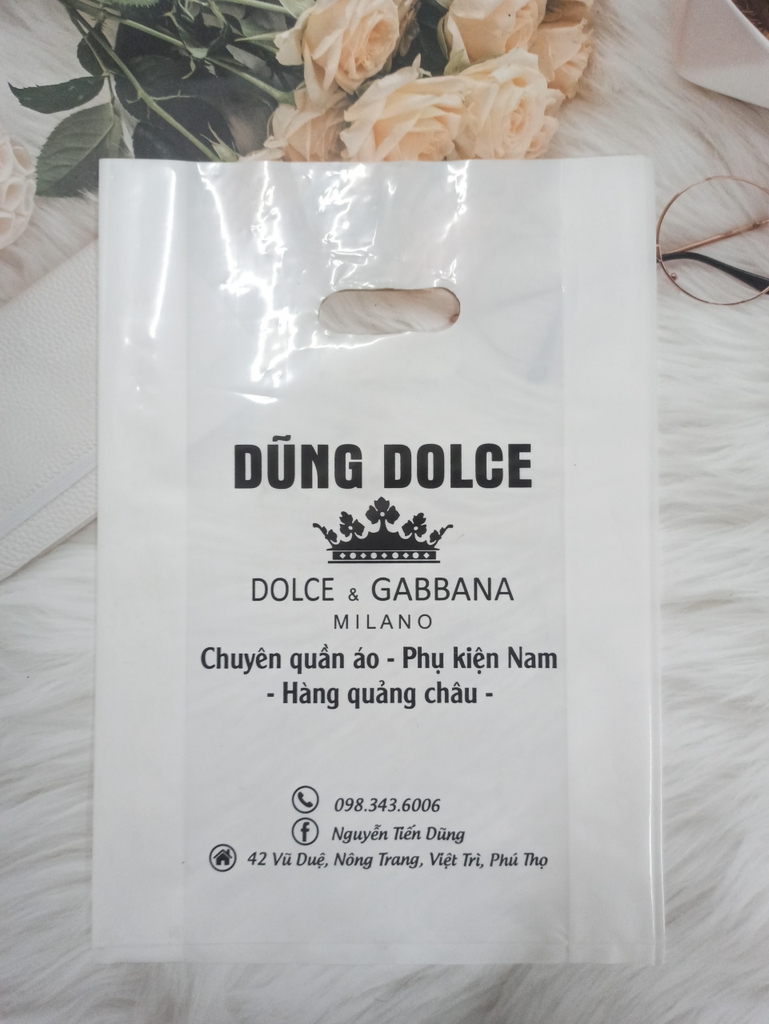 DŨNG DOLCE
DOLCE & GABBANA
MILANO
Chuyên quần áo - Phụ kiện Nam
- Hàng quảng châu -
098.343.6006
Nguyễn Tiến Dũng
42 Vũ Duệ, Nông Trang, Việt Trì, Phú Thọ